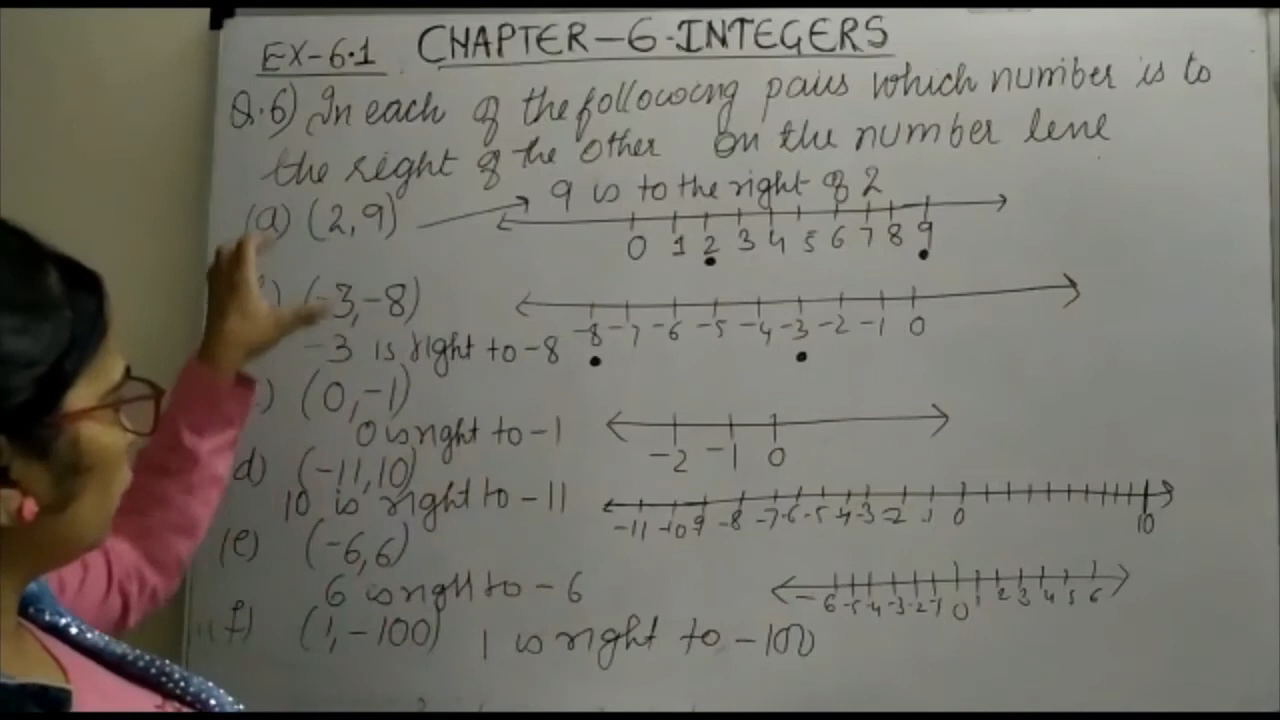 EX-6.1 CHAPTER-6-INTEGERS
Q.6) In each of the following pairs which number is to
the right of the other on the number line
(a) (2,9) 9 is to the right of 2
0 1 2 3 4 5 6 7 8 9
) (-3,-8)
-8 -7 -6 -5 -4 -3 -2 -1 0
-3 is right to -8
) (0,-1)
0 is right to -1
-2 -1 0
d) (-11,10)
10 is right to -11
-11 -10 9 -8 -7 -6 -5 -4 -3 -2 -1 0 10
(e) (-6,6)
6 is right to -6
-6 -5 -4 -3 -2 -1 0 1 2 3 4 5 6
f) (1,-100) 1 is right to -100